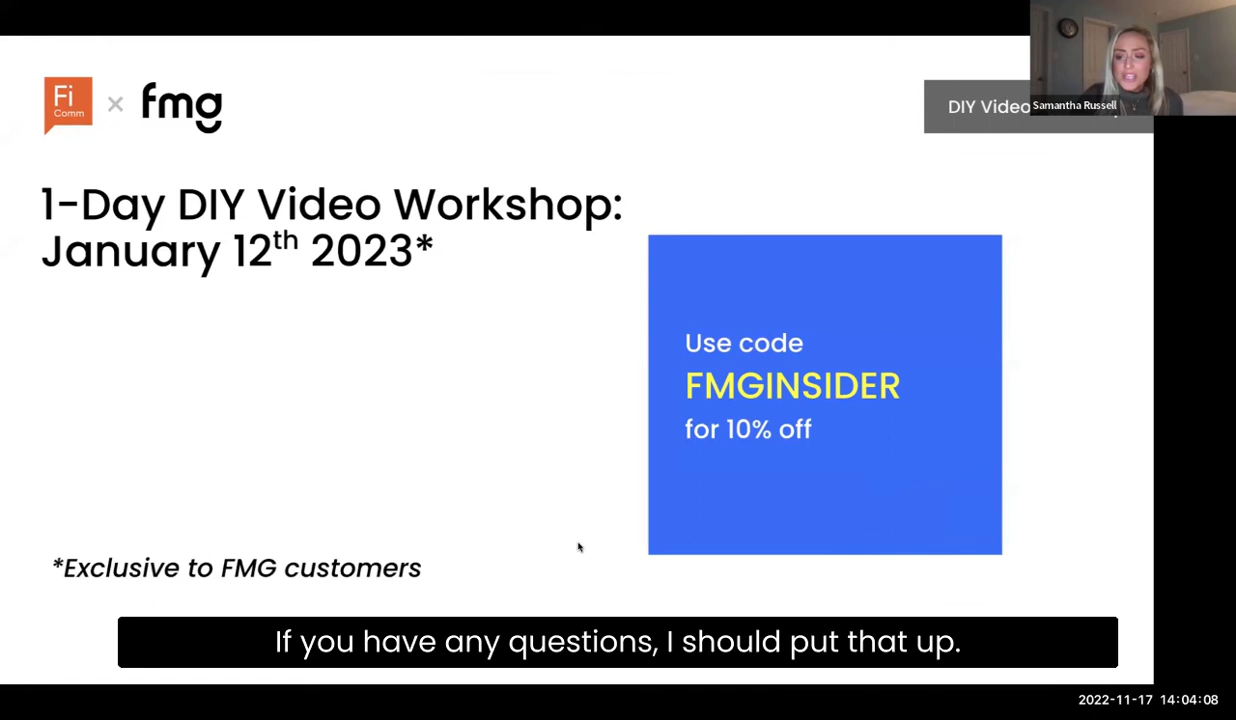 Fi
Comm
×
fmg
DIY Video
Samantha Russell
1-Day DIY Video Workshop:
January 12th 2023*
Use code
FMGINSIDER
for 10% off
*Exclusive to FMG customers
If you have any questions, I should put that up.
2022-11-17 14:04:08